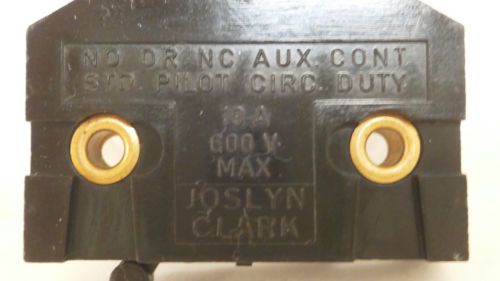 NO OR NC AUX. CONT
STD. PILOT CIRC. DUTY
10 A
600 V.
MAX
JOSLYN
CLARK